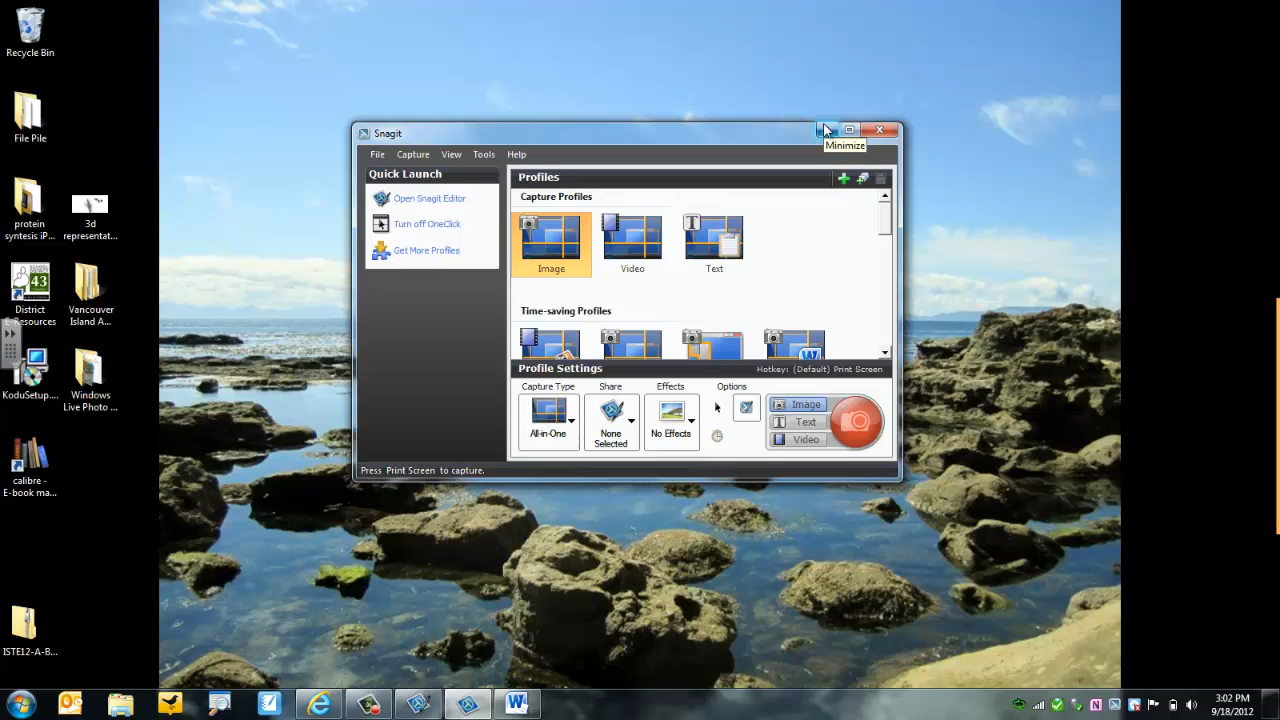 Recycle Bin
File Pile
protein
syntesis iP...
3d
representat...
District
E-Resources
Vancouver
Island A...
KoduSetup....
Windows
Live Photo ...
calibre -
E-book ma...
ISTE12-A-B...
Snagit
Minimize
File Capture View Tools Help
Quick Launch
Open Snagit Editor
Turn off OneClick
Get More Profiles
Profiles
Capture Profiles
Image
Video
T
Text
Time-saving Profiles
W
Profile Settings
Hotkey: (Default) Print Screen
Capture Type Share Effects Options
All-in-One
None
Selected
No Effects
Image
T Text
Video
Press Print Screen to capture.
43
W
N
3:02 PM
9/18/2012